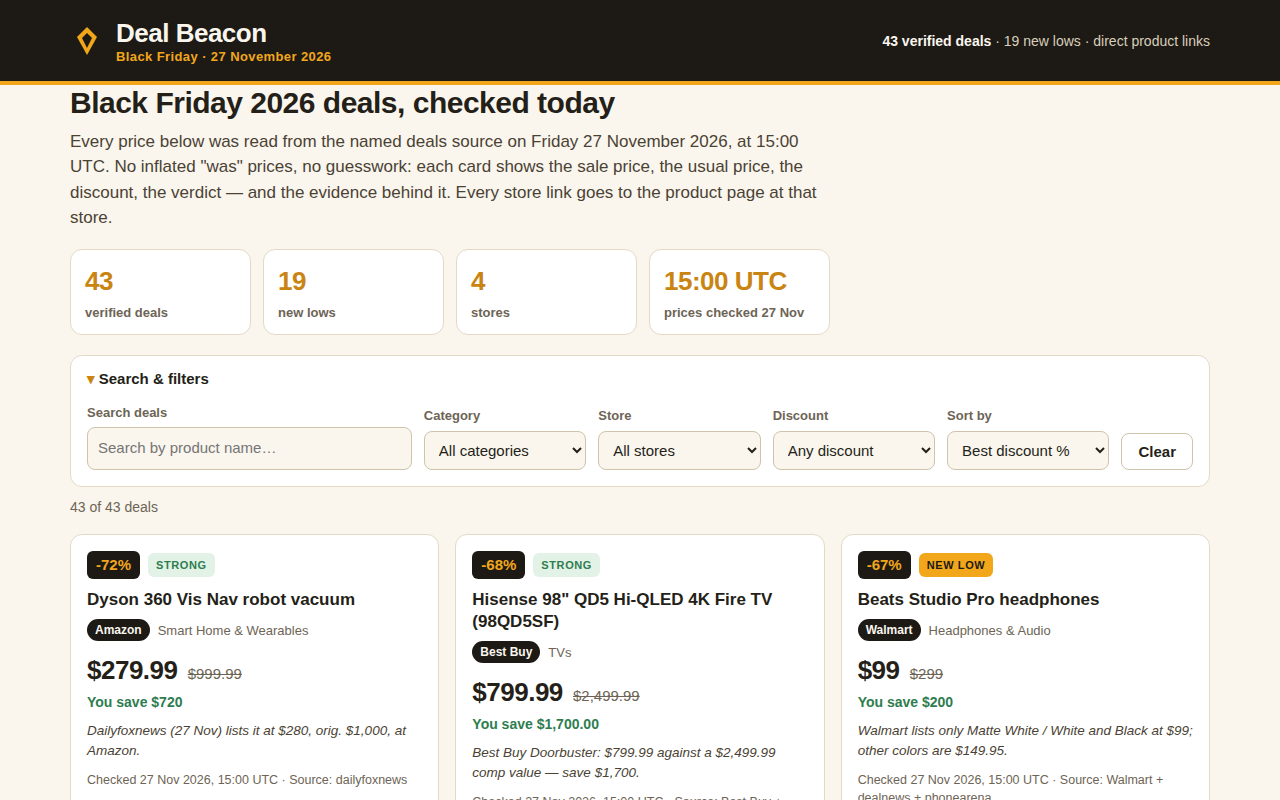 Deal Beacon
Black Friday · 27 November 2026
43 verified deals · 19 new lows · direct product links
Black Friday 2026 deals, checked today
Every price below was read from the named deals source on Friday 27 November 2026, at 15:00
UTC. No inflated "was" prices, no guesswork: each card shows the sale price, the usual price, the
discount, the verdict — and the evidence behind it. Every store link goes to the product page at that
store.
43
verified deals
19
new lows
4
stores
15:00 UTC
prices checked 27 Nov
▾ Search & filters
Search deals
Search by product name…
Category
All categories
Store
All stores
Discount
Any discount
Sort by
Best discount %
Clear
43 of 43 deals
-72% STRONG
Dyson 360 Vis Nav robot vacuum
Amazon Smart Home & Wearables
$279.99 $999.99
You save $720
Dailyfoxnews (27 Nov) lists it at $280, orig. $1,000, at
Amazon.
Checked 27 Nov 2026, 15:00 UTC · Source: dailyfoxnews
-68% STRONG
Hisense 98" QD5 Hi-QLED 4K Fire TV
(98QD5SF)
Best Buy TVs
$799.99 $2,499.99
You save $1,700.00
Best Buy Doorbuster: $799.99 against a $2,499.99
comp value — save $1,700.
Checked 27 Nov 2026, 15:00 UTC · Source: Best Buy +
-67% NEW LOW
Beats Studio Pro headphones
Walmart Headphones & Audio
$99 $299
You save $200
Walmart lists only Matte White / White and Black at $99;
other colors are $149.95.
Checked 27 Nov 2026, 15:00 UTC · Source: Walmart +
dealnews + phonearena